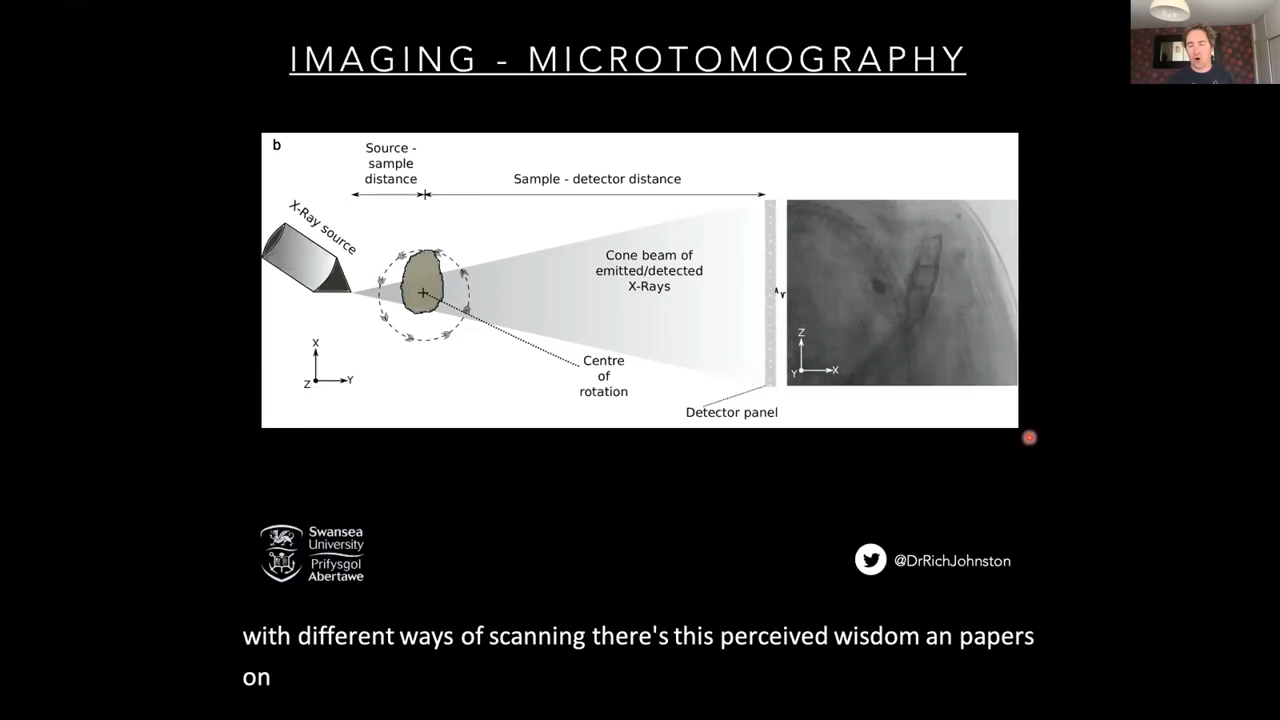 IMAGING - MICROTOMOGRAPHY
b
Source -
sample
distance
Sample - detector distance
X-Ray source
Cone beam of
emitted/detected
X-Rays
Centre
of
rotation
Detector panel
X
Z
Y
Z
Y
X
Swansea
University
Prifysgol
Abertawe
@DrRichJohnston
with different ways of scanning there's this perceived wisdom an papers
on